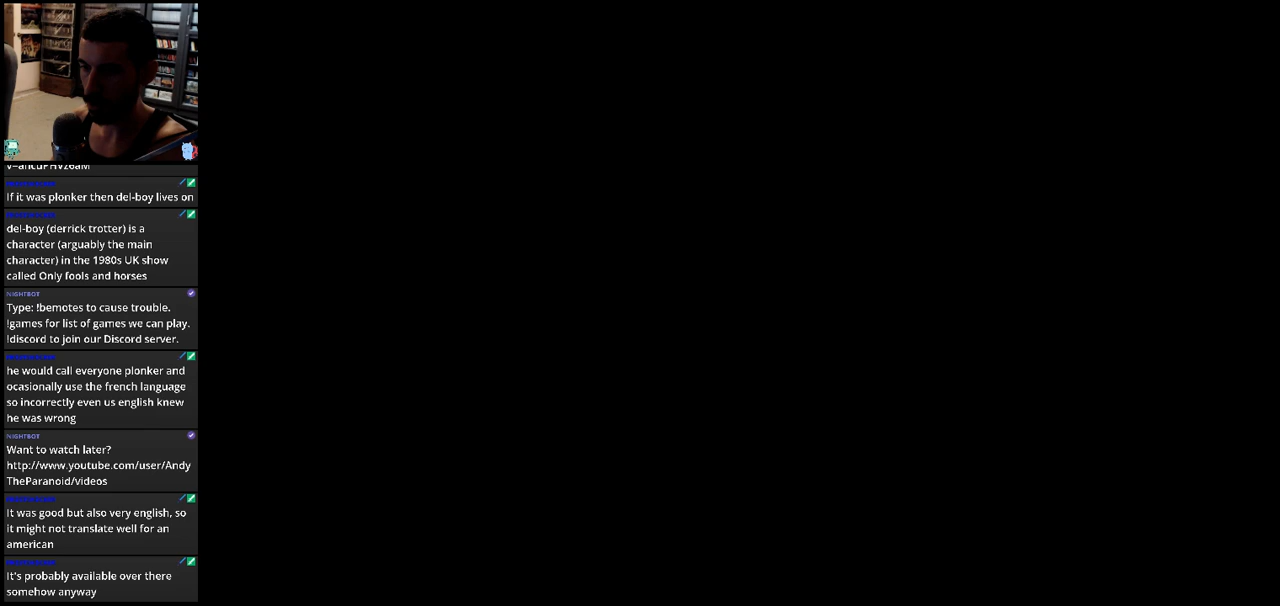 If it was plonker then del-boy lives on
del-boy (derrick trotter) is a
character (arguably the main
character) in the 1980s UK show
called Only fools and horses
NIGHTBOT
Type: !bemotes to cause trouble.
!games for list of games we can play.
!discord to join our Discord server.
he would call everyone plonker and
ocasionally use the french language
so incorrectly even us english knew
he was wrong
NIGHTBOT
Want to watch later?
http://www.youtube.com/user/Andy
TheParanoid/videos
It was good but also very english, so
it might not translate well for an
american
It's probably available over there
somehow anyway